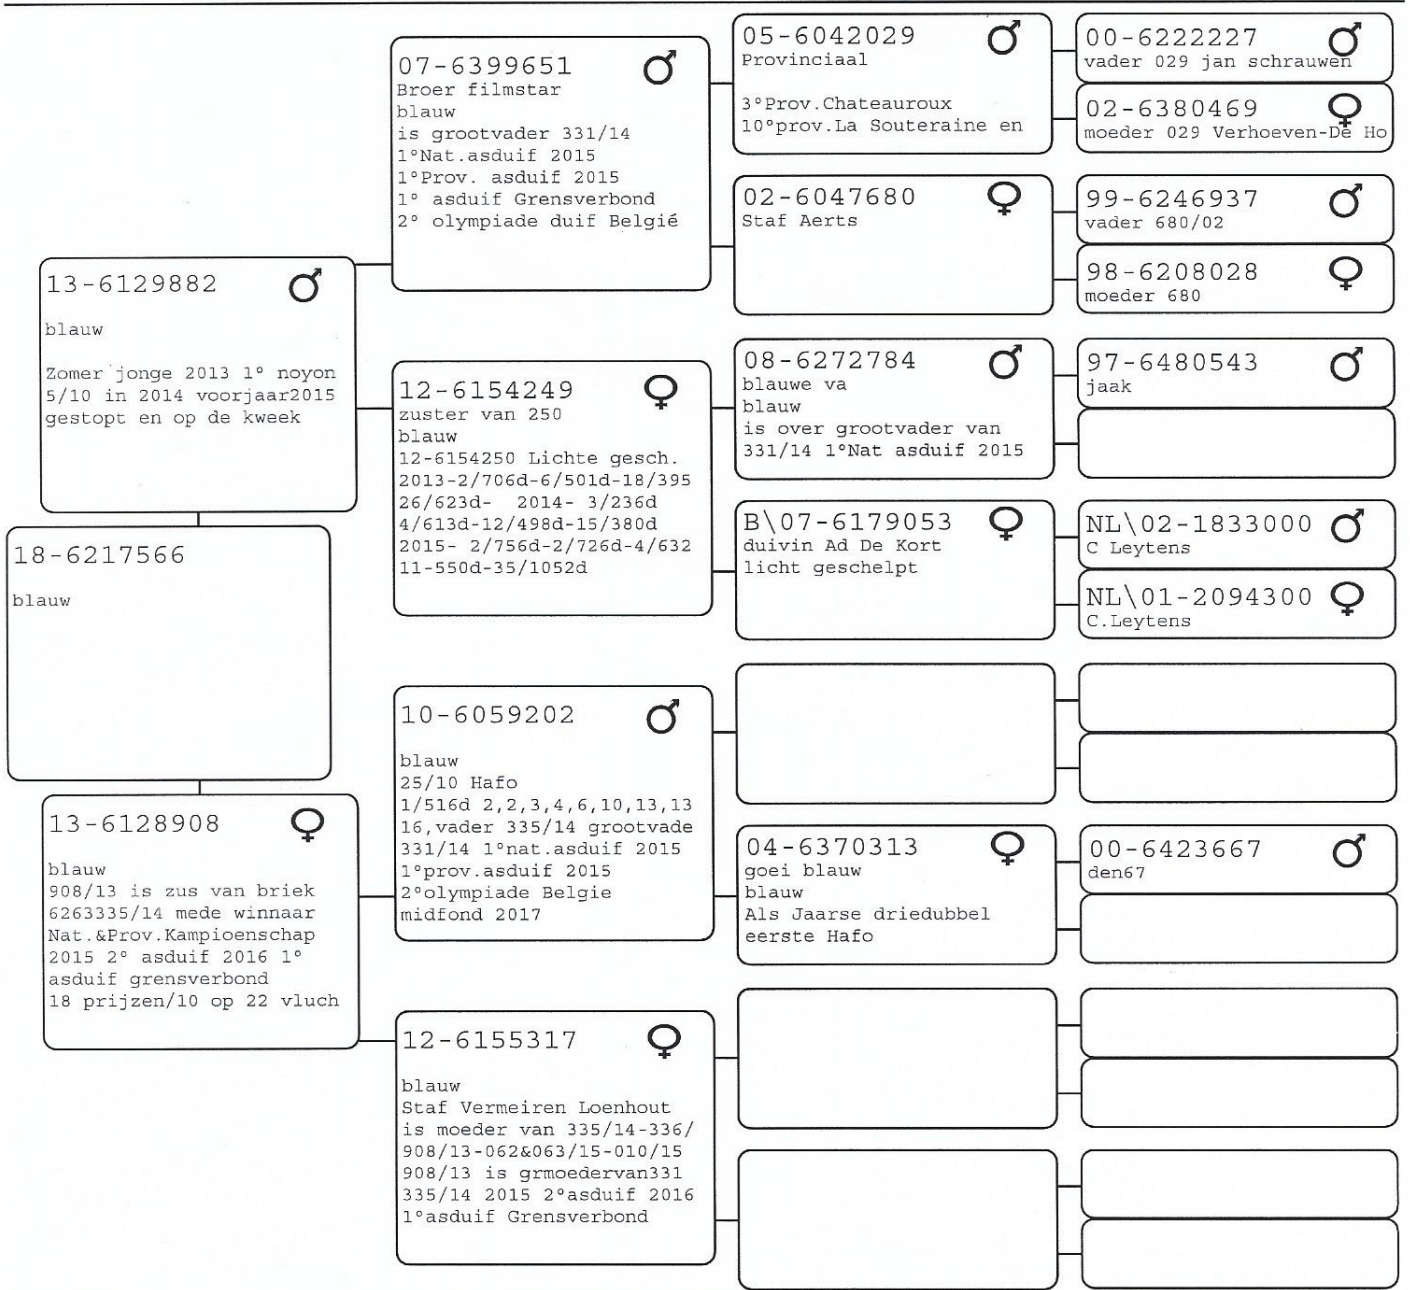 18-6217566
blauw
13-6129882
blauw
Zomer jonge 2013 1° noyon
5/10 in 2014 voorjaar2015
gestopt en op de kweek
13-6128908
blauw
908/13 is zus van briek
6263335/14 mede winnaar
Nat.&Prov.Kampioenschap
2015 2° asduif 2016 1°
asduif grensverbond
18 prijzen/10 op 22 vluch
07-6399651
Broer filmstar
blauw
is grootvader 331/14
1°Nat.asduif 2015
1°Prov. asduif 2015
1° asduif Grensverbond
2° olympiade duif Belgié
12-6154249
zuster van 250
blauw
12-6154250 Lichte gesch.
2013-2/706d-6/501d-18/395
26/623d- 2014- 3/236d
4/613d-12/498d-15/380d
2015- 2/756d-2/726d-4/632
11-550d-35/1052d
10-6059202
blauw
25/10 Hafo
1/516d 2,2,3,4,6,10,13,13
16,vader 335/14 grootvade
331/14 1°nat.asduif 2015
1°prov.asduif 2015
2°olympiade Belgie
midfond 2017
12-6155317
blauw
Staf Vermeiren Loenhout
is moeder van 335/14-336/
908/13-062&063/15-010/15
908/13 is grmoedervan331
335/14 2015 2°asduif 2016
1°asduif Grensverbond
05-6042029
Provinciaal
3°Prov.Chateauroux
10°prov.La Souteraine en
02-6047680
Staf Aerts
08-6272784
blauwe va
blauw
is over grootvader van
331/14 1°Nat asduif 2015
B\07-6179053
duivin Ad De Kort
licht geschelpt
04-6370313
goei blauw
blauw
Als Jaarse driedubbel
eerste Hafo
00-6222227
vader 029 jan schrauwen
02-6380469
moeder 029 Verhoeven-De Ho
99-6246937
vader 680/02
98-6208028
moeder 680
97-6480543
jaak
NL\02-1833000
C Leytens
NL\01-2094300
C.Leytens
00-6423667
den67